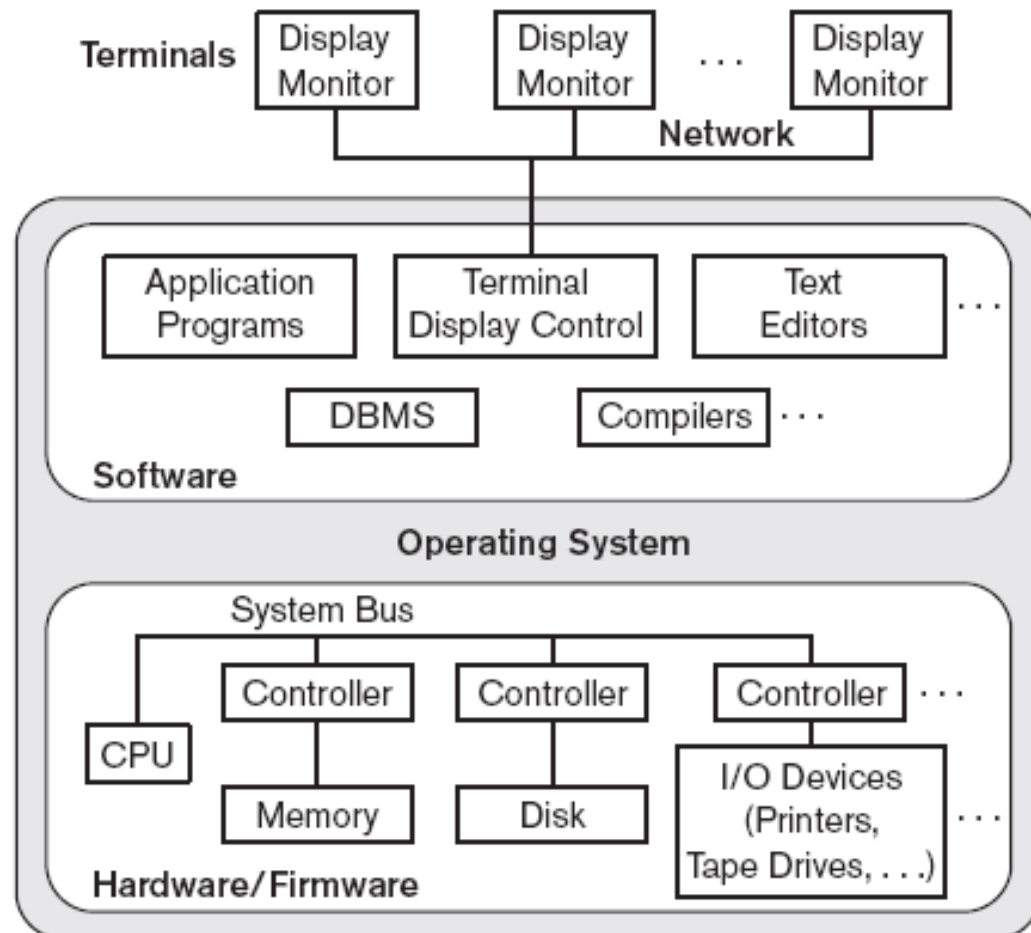 Terminals
Display
Monitor
Display
Monitor
. . .
Display
Monitor
Network
Application
Programs
Terminal
Display Control
Text
Editors
. . .
DBMS
Compilers
. . .
Software
Operating System
System Bus
Controller
Controller
Controller
. . .
CPU
Memory
Disk
I/O Devices
(Printers,
Tape Drives, . . .)
. . .
Hardware/Firmware